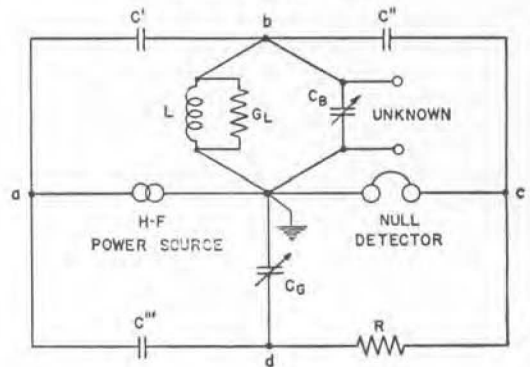 C' b C"
L GL CB UNKNOWN
a c
H-F NULL
POWER SOURCE DETECTOR
CG
C"' R
d